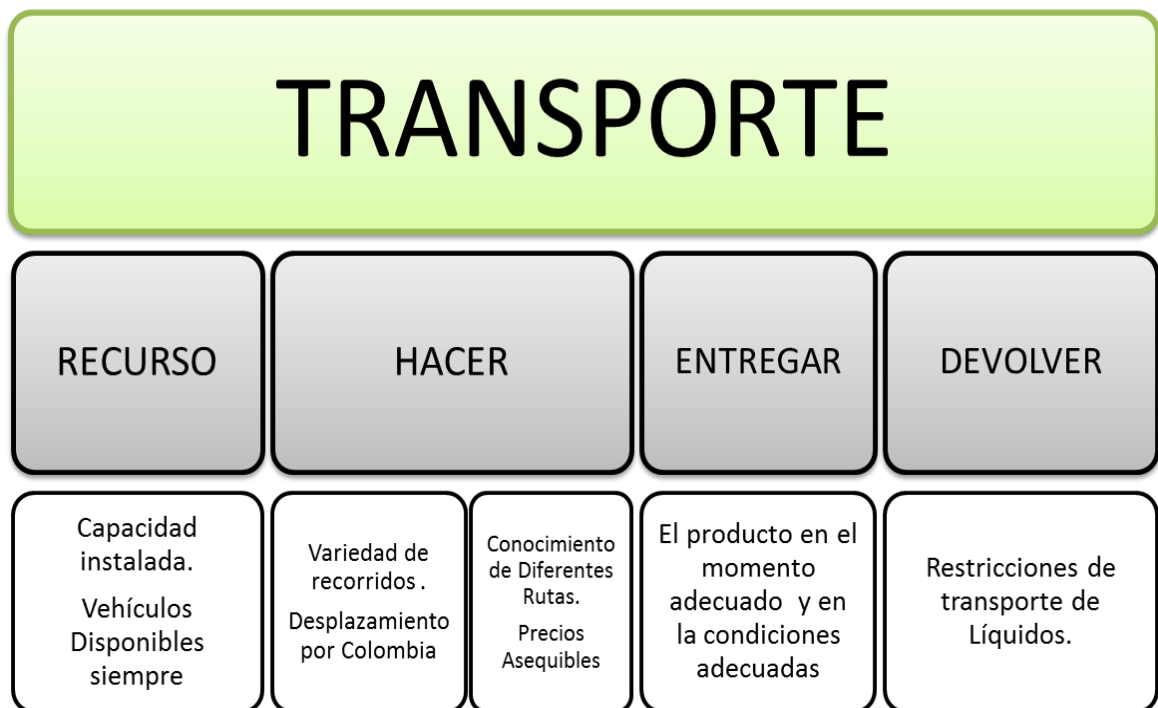 TRANSPORTE
RECURSO
HACER
ENTREGAR
DEVOLVER
Capacidad
instalada.
Vehículos
Disponibles
siempre
Variedad de
recorridos .
Desplazamiento
por Colombia
Conocimiento
de Diferentes
Rutas.
Precios
Asequibles
El producto en el
momento
adecuado  y en
la condiciones
adecuadas
Restricciones de
transporte de
Líquidos.